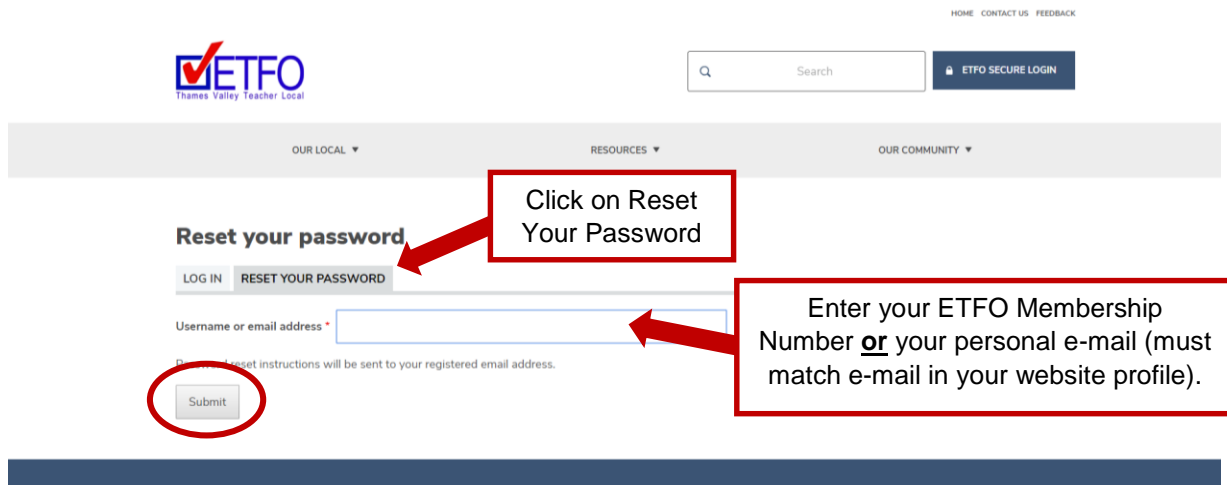 HOME CONTACT US FEEDBACK
ETFO
Thames Valley Teacher Local
Search
ETFO SECURE LOGIN
OUR LOCAL ▼
RESOURCES ▼
OUR COMMUNITY ▼
Click on Reset
Your Password
Reset your password
LOG IN
RESET YOUR PASSWORD
Username or email address *
Enter your ETFO Membership
Number or your personal e-mail (must
match e-mail in your website profile).
Password reset instructions will be sent to your registered email address.
Submit